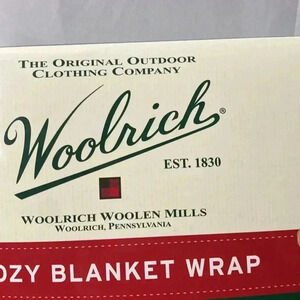 THE ORIGINAL OUTDOOR
CLOTHING COMPANY
Woolrich®
EST. 1830
WOOLRICH WOOLEN MILLS
WOOLRICH, PENNSYLVANIA
OZY BLANKET WRAP